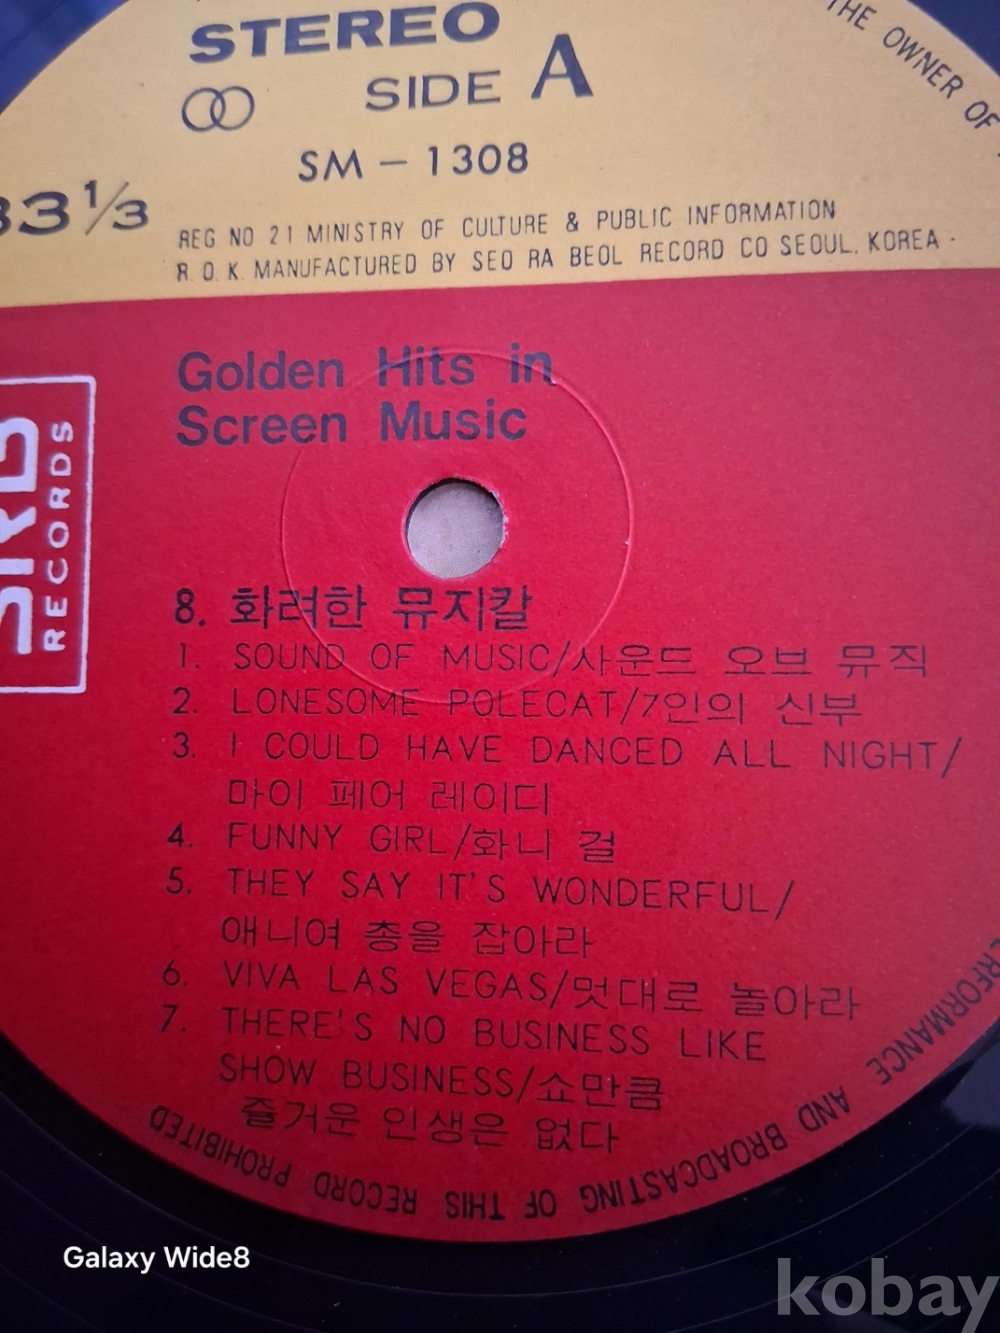 STEREO
SIDE A
SM - 1308
33 1/3
REG NO 21 MINISTRY OF CULTURE & PUBLIC INFORMATION
R. O. K. MANUFACTURED BY SEO RA BEOL RECORD CO SEOUL. KOREA .
THE OWNER OF
Golden Hits in
Screen Music
SRB
RECORDS
8. 화려한 뮤지칼
1. SOUND OF MUSIC/사운드 오브 뮤직
2. LONESOME POLECAT/7인의 신부
3. I COULD HAVE DANCED ALL NIGHT/
마이 페어 레이디
4. FUNNY GIRL/화니 걸
5. THEY SAY IT'S WONDERFUL/
애니여 총을 잡아라
6. VIVA LAS VEGAS/멋대로 놀아라
7. THERE'S NO BUSINESS LIKE
SHOW BUSINESS/쇼만큼
즐거운 인생은 없다
ERFORMANCE AND BROADCASTING OF THIS RECORD PROHIBITED
Galaxy Wide8
kobay